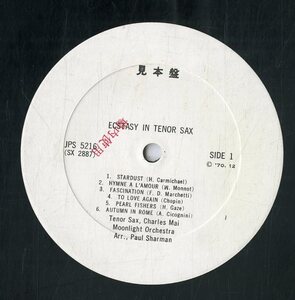 見本盤
ECSTASY IN TENOR SAX
JPS 5216
(SX 2887)
SIDE 1
© '70. 12
1. STARDUST (H. Carmichael)
2. HYMNE A L'AMOUR (M. Monnot)
3. FASCINATION (F. D. Marchetti)
4. TO LOVE AGAIN (Chopin)
5. PEARL FISHERS (H. Gaze)
6. AUTUMN IN ROME (A. Cicognini)
Tenor Sax, Charles Mai
Moonlight Orchestra
Arr., Paul Sharman